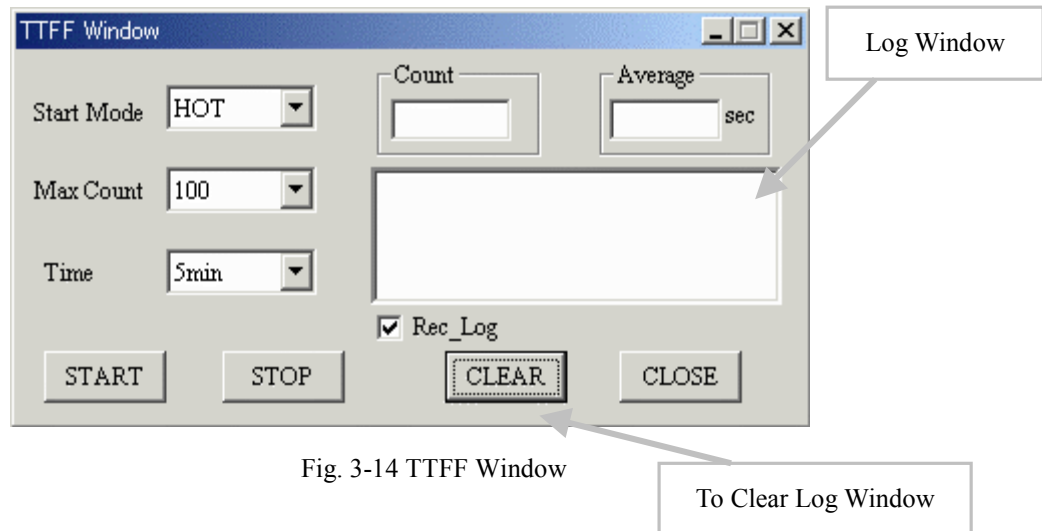 TTFF Window
Log Window
Count
Average
Start Mode
HOT
sec
Max Count
100
Time
5min
Rec_Log
START
STOP
CLEAR
CLOSE
Fig. 3-14 TTFF Window
To Clear Log Window